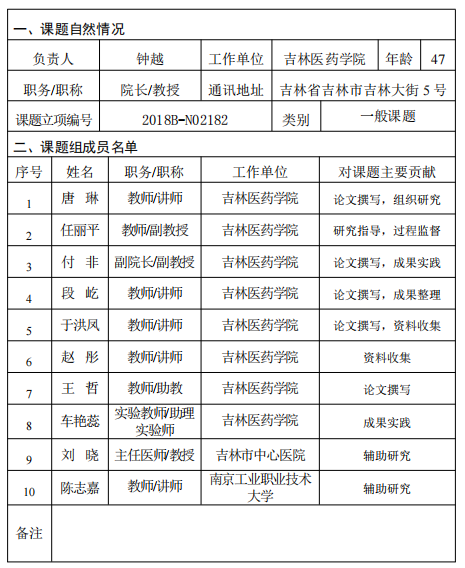 一、课题自然情况
负责人 钟越 工作单位 吉林医药学院 年龄 47
职务/职称 院长/教授 通讯地址 吉林省吉林市吉林大街 5 号
课题立项编号 2018B-N02182 类别 一般课题
二、课题组成员名单
序号 姓名 职务/职称 工作单位 对课题主要贡献
1 唐 琳 教师/讲师 吉林医药学院 论文撰写，组织研究
2 任丽平 教师/副教授 吉林医药学院 研究指导，过程监督
3 付 非 副院长/副教授 吉林医药学院 论文撰写，成果实践
4 段 屹 教师/讲师 吉林医药学院 论文撰写，成果整理
5 于洪凤 教师/讲师 吉林医药学院 论文撰写，资料收集
6 赵 彤 教师/讲师 吉林医药学院 资料收集
7 王 哲 教师/助教 吉林医药学院 论文撰写
8 车艳蕊 实验教师/助理
实验师 吉林医药学院 成果实践
9 刘 晓 主任医师/教授 吉林市中心医院 辅助研究
10 陈志嘉 教师/讲师 南京工业职业技术
大学 辅助研究
备注